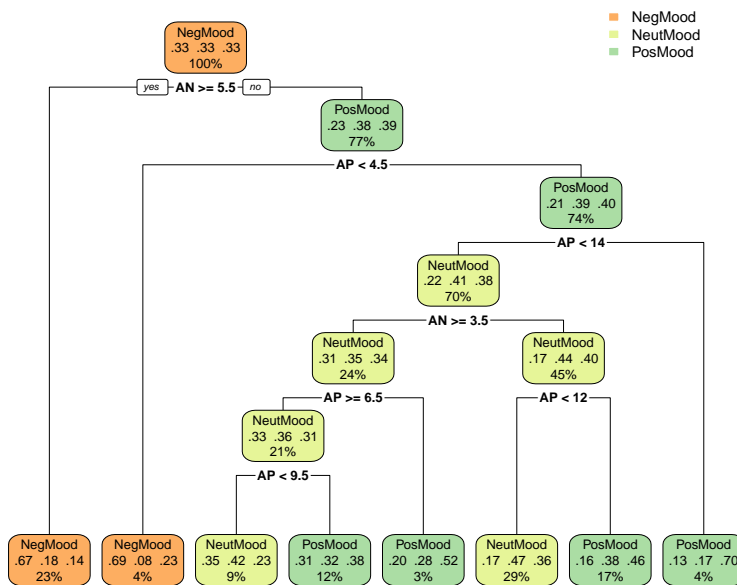 NegMood
NeutMood
PosMood
NegMood
.33 .33 .33
100%
yes AN >= 5.5 no
PosMood
.23 .38 .39
77%
AP < 4.5
PosMood
.21 .39 .40
74%
AP < 14
NeutMood
.22 .41 .38
70%
AN >= 3.5
NeutMood
.31 .35 .34
24%
NeutMood
.17 .44 .40
45%
AP >= 6.5
AP < 12
NeutMood
.33 .36 .31
21%
AP < 9.5
NegMood
.67 .18 .14
23%
NegMood
.69 .08 .23
4%
NeutMood
.35 .42 .23
9%
PosMood
.31 .32 .38
12%
PosMood
.20 .28 .52
3%
NeutMood
.17 .47 .36
29%
PosMood
.16 .38 .46
17%
PosMood
.13 .17 .70
4%